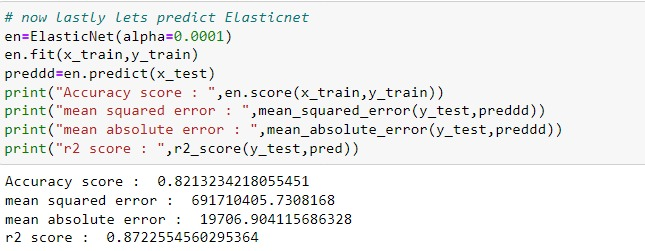 # now lastly lets predict Elasticnet
en=ElasticNet(alpha=0.0001)
en.fit(x_train,y_train)
preddd=en.predict(x_test)
print("Accuracy score : ",en.score(x_train,y_train))
print("mean squared error : ",mean_squared_error(y_test,preddd))
print("mean absolute error : ",mean_absolute_error(y_test,preddd))
print("r2 score : ",r2_score(y_test,pred))
Accuracy score :  0.8213234218055451
mean squared error :  691710405.7308168
mean absolute error :  19706.904115686328
r2 score :  0.8722554560295364